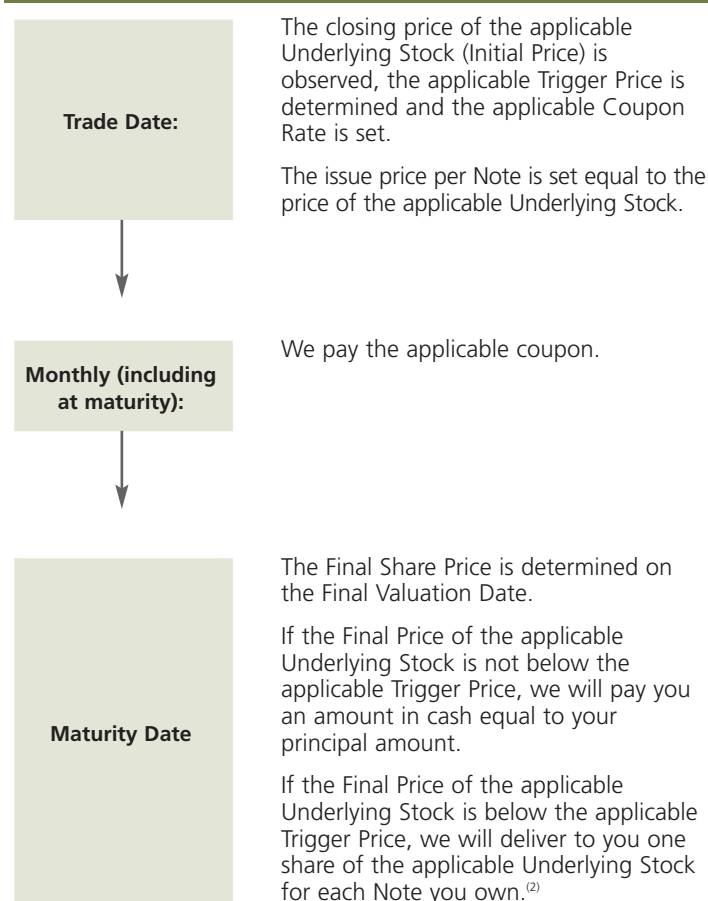 Trade Date:
The closing price of the applicable
Underlying Stock (Initial Price) is
observed, the applicable Trigger Price is
determined and the applicable Coupon
Rate is set.
The issue price per Note is set equal to the
price of the applicable Underlying Stock.
Monthly (including
at maturity):
We pay the applicable coupon.
Maturity Date
The Final Share Price is determined on
the Final Valuation Date.
If the Final Price of the applicable
Underlying Stock is not below the
applicable Trigger Price, we will pay you
an amount in cash equal to your
principal amount.
If the Final Price of the applicable
Underlying Stock is below the applicable
Trigger Price, we will deliver to you one
share of the applicable Underlying Stock
for each Note you own.(2)